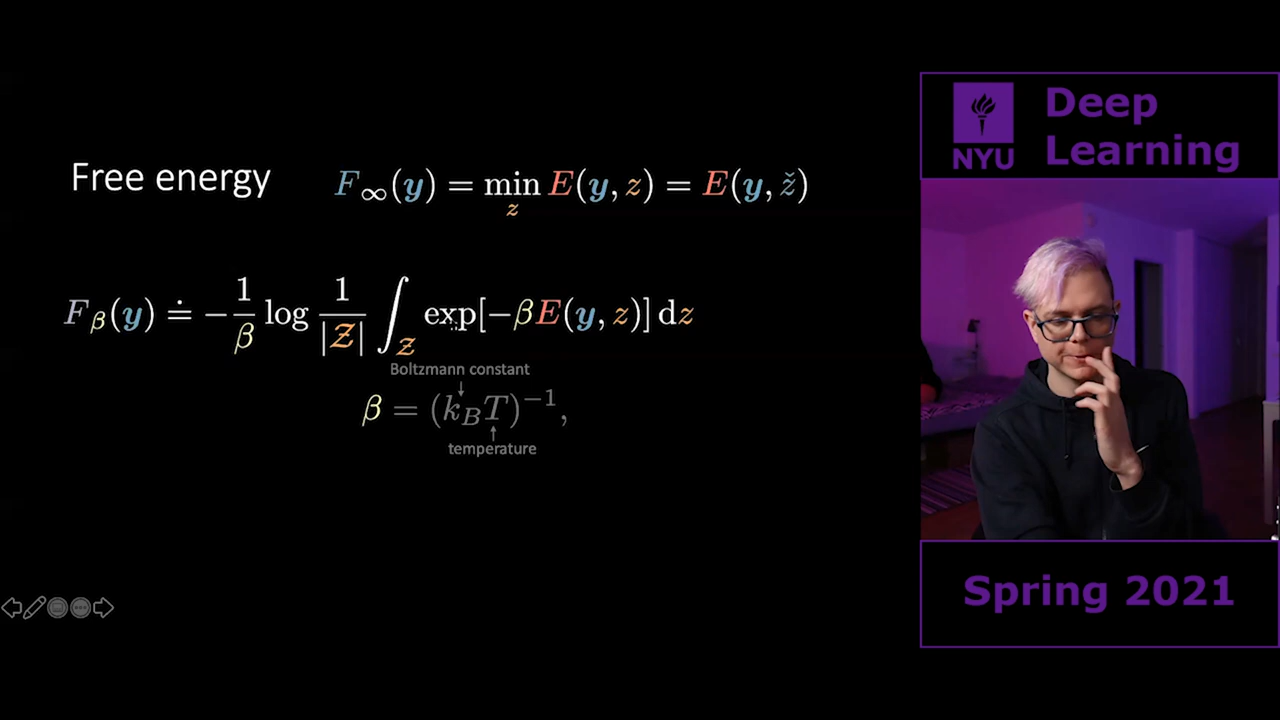 Free energy
F∞(y) = min_z E(y, z) = E(y, ž)
F_β(y) ≐ −1/β log 1/|𝒵| ∫_𝒵 exp[−βE(y, z)] dz
Boltzmann constant
β = (k_B T)^−1,
temperature
NYU
Deep
Learning
Spring 2021